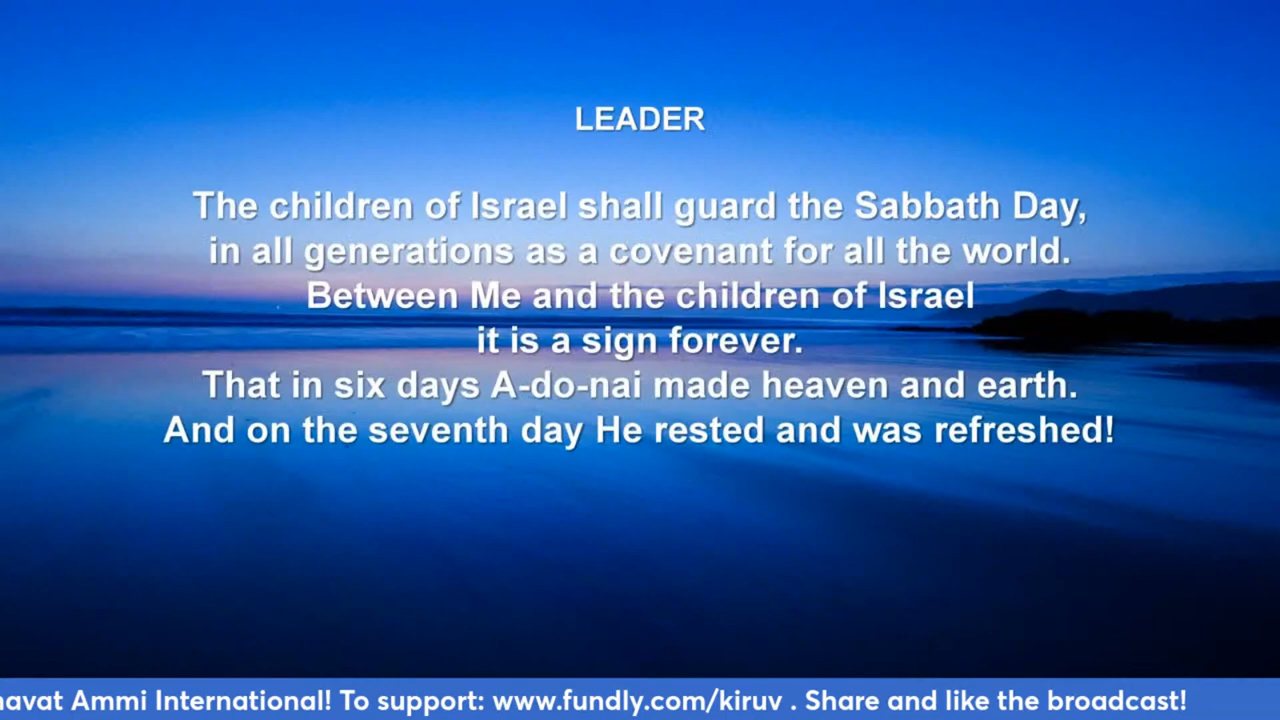 LEADER
The children of Israel shall guard the Sabbath Day,
in all generations as a covenant for all the world.
Between Me and the children of Israel
it is a sign forever.
That in six days A-do-nai made heaven and earth.
And on the seventh day He rested and was refreshed!
Ammi International! To support: www.fundly.com/kiruv . Share and like the broadcast!